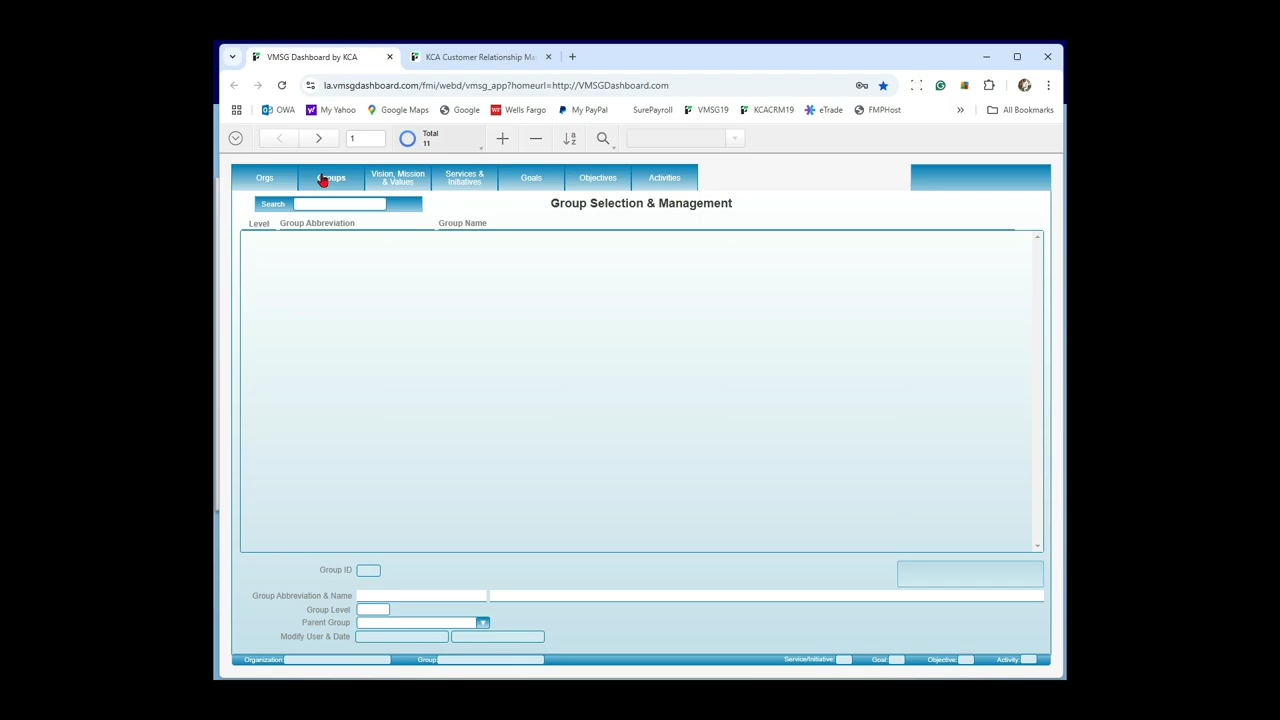 VMSG Dashboard by KCA
KCA Customer Relationship Ma
la.vmsgdashboard.com/fmi/webd/vmsg_app?homeurl=http://VMSGDashboard.com
OWA My Yahoo Google Maps Google Wells Fargo My PayPal SurePayroll VMSG19 KCACRM19 eTrade FMPHost » All Bookmarks
1 Total
11
Orgs Groups Vision, Mission & Values Services & Initiatives Goals Objectives Activities
Search Group Selection & Management
Level Group Abbreviation Group Name
Group ID
Group Abbreviation & Name
Group Level
Parent Group
Modify User & Date
Organization: Group: Service/Initiative: Goal: Objective: Activity: